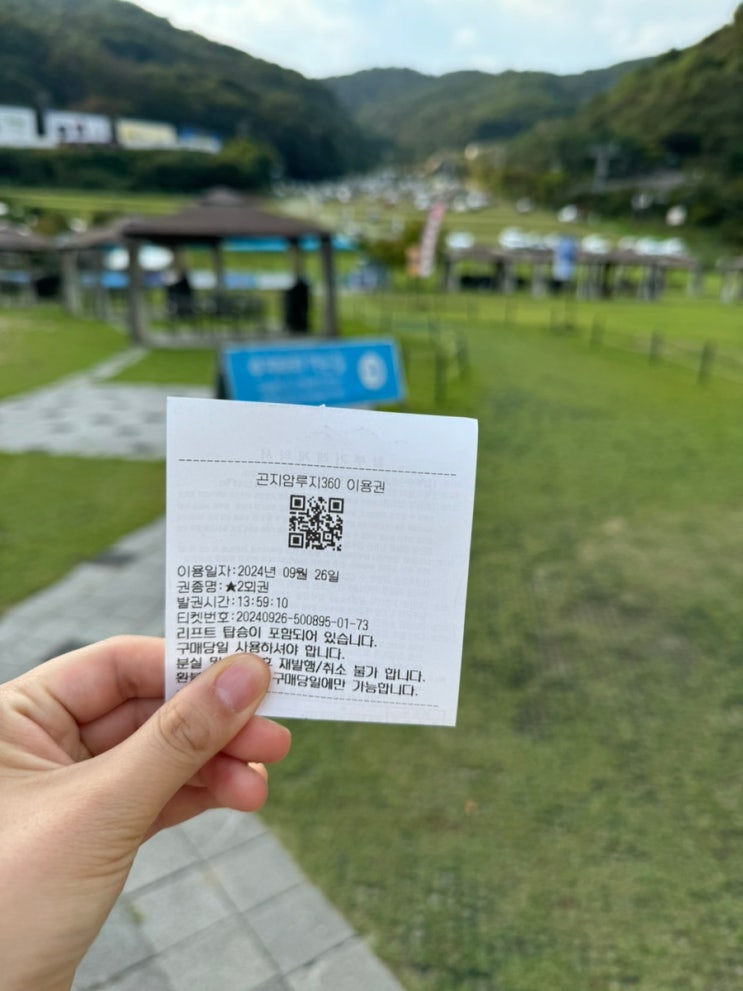 곤지암루지360 이용권
이용일자:2024년 09월 26일
권종명:★2회권
발권시간:13:59:10
티켓번호:20240926-500895-01-73
리프트 탑승이 포함되어 있습니다.
구매당일 사용하셔야 합니다.
분실 재발행/취소 불가 합니다.
구매당일에만 가능합니다.